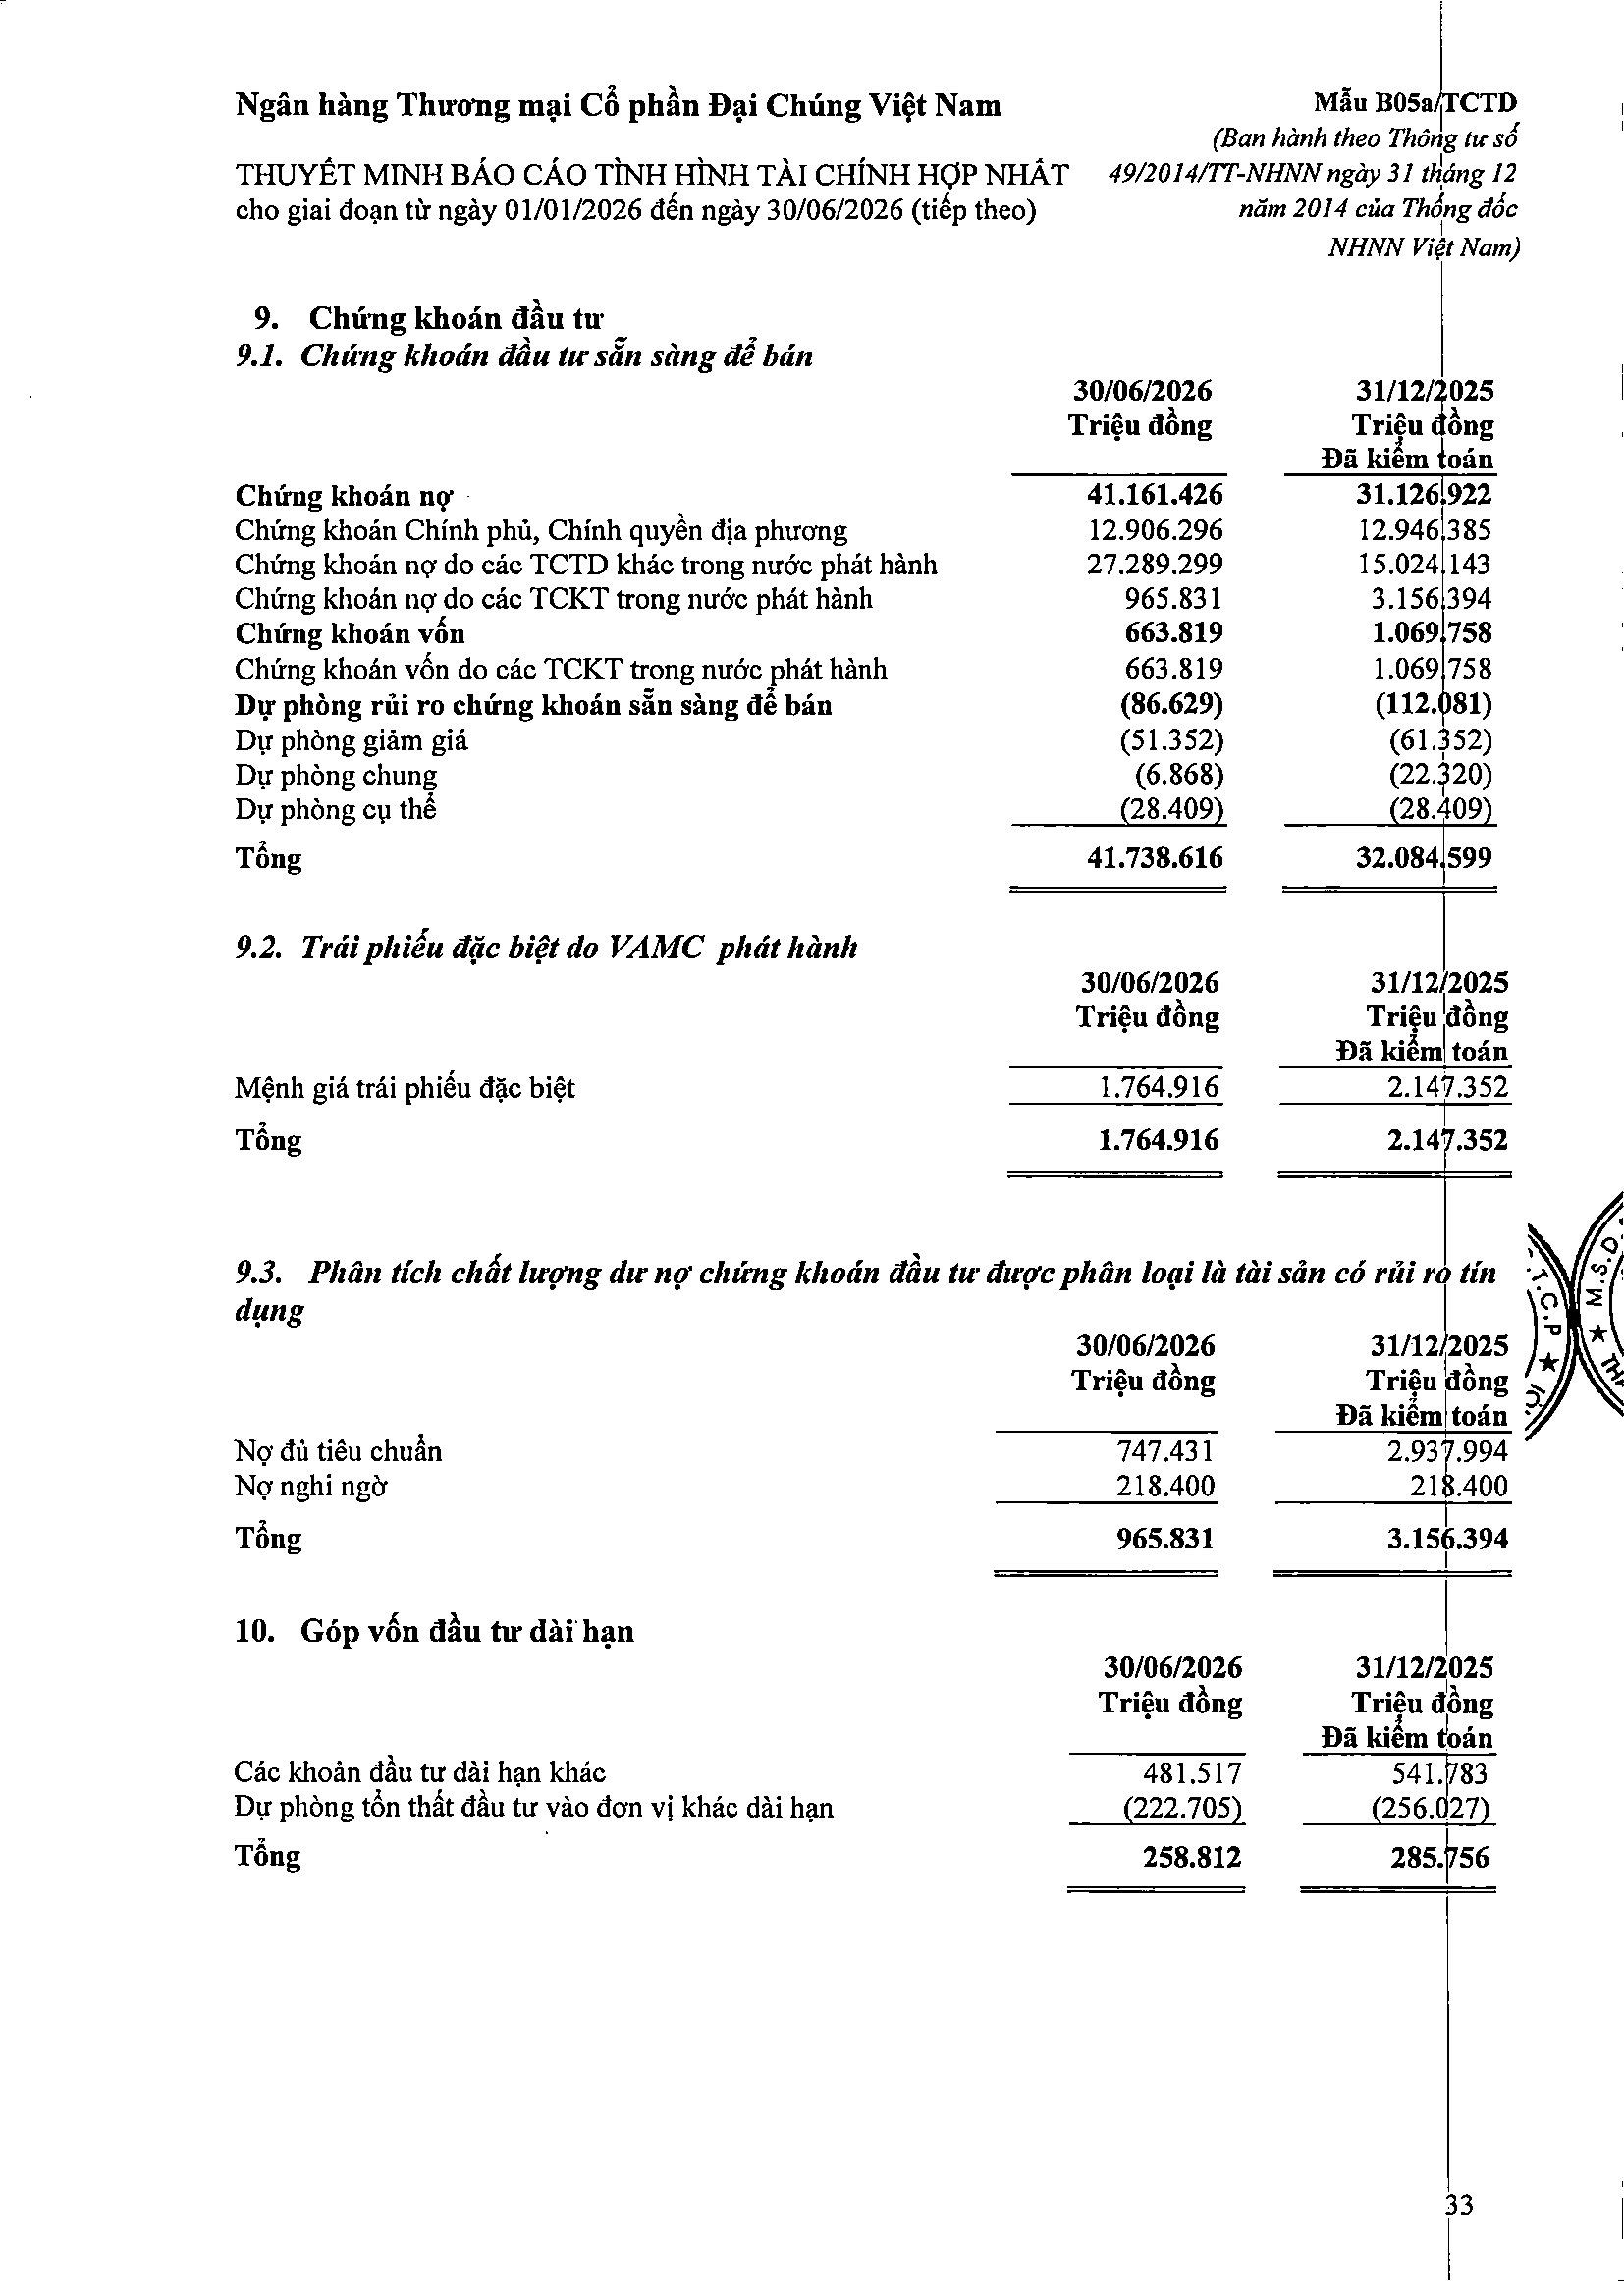 Ngân hàng Thương mại Cổ phần Đại Chúng Việt Nam
Mẫu B05a/TCTD
(Ban hành theo Thông tư số
THUYẾT MINH BÁO CÁO TÌNH HÌNH TÀI CHÍNH HỢP NHẤT 49/2014/TT-NHNN ngày 31 tháng 12
cho giai đoạn từ ngày 01/01/2026 đến ngày 30/06/2026 (tiếp theo) năm 2014 của Thống đốc
NHNN Việt Nam)
9. Chứng khoán đầu tư
9.1. Chứng khoán đầu tư sẵn sàng để bán
30/06/2026 31/12/2025
Triệu đồng Triệu đồng
Đã kiểm toán
Chứng khoán nợ 41.161.426 31.126.922
Chứng khoán Chính phủ, Chính quyền địa phương 12.906.296 12.946.385
Chứng khoán nợ do các TCTD khác trong nước phát hành 27.289.299 15.024.143
Chứng khoán nợ do các TCKT trong nước phát hành 965.831 3.156.394
Chứng khoán vốn 663.819 1.069.758
Chứng khoán vốn do các TCKT trong nước phát hành 663.819 1.069.758
Dự phòng rủi ro chứng khoán sẵn sàng để bán (86.629) (112.081)
Dự phòng giảm giá (51.352) (61.352)
Dự phòng chung (6.868) (22.320)
Dự phòng cụ thể (28.409) (28.409)
Tổng 41.738.616 32.084.599
9.2. Trái phiếu đặc biệt do VAMC phát hành
30/06/2026 31/12/2025
Triệu đồng Triệu đồng
Đã kiểm toán
Mệnh giá trái phiếu đặc biệt 1.764.916 2.147.352
Tổng 1.764.916 2.147.352
9.3. Phân tích chất lượng dư nợ chứng khoán đầu tư được phân loại là tài sản có rủi ro tín
dụng
30/06/2026 31/12/2025
Triệu đồng Triệu đồng
Đã kiểm toán
Nợ đủ tiêu chuẩn 747.431 2.937.994
Nợ nghi ngờ 218.400 218.400
Tổng 965.831 3.156.394
10. Góp vốn đầu tư dài hạn
30/06/2026 31/12/2025
Triệu đồng Triệu đồng
Đã kiểm toán
Các khoản đầu tư dài hạn khác 481.517 541.783
Dự phòng tổn thất đầu tư vào đơn vị khác dài hạn (222.705) (256.027)
Tổng 258.812 285.756
T.C.P ★
★ M.S.D
33